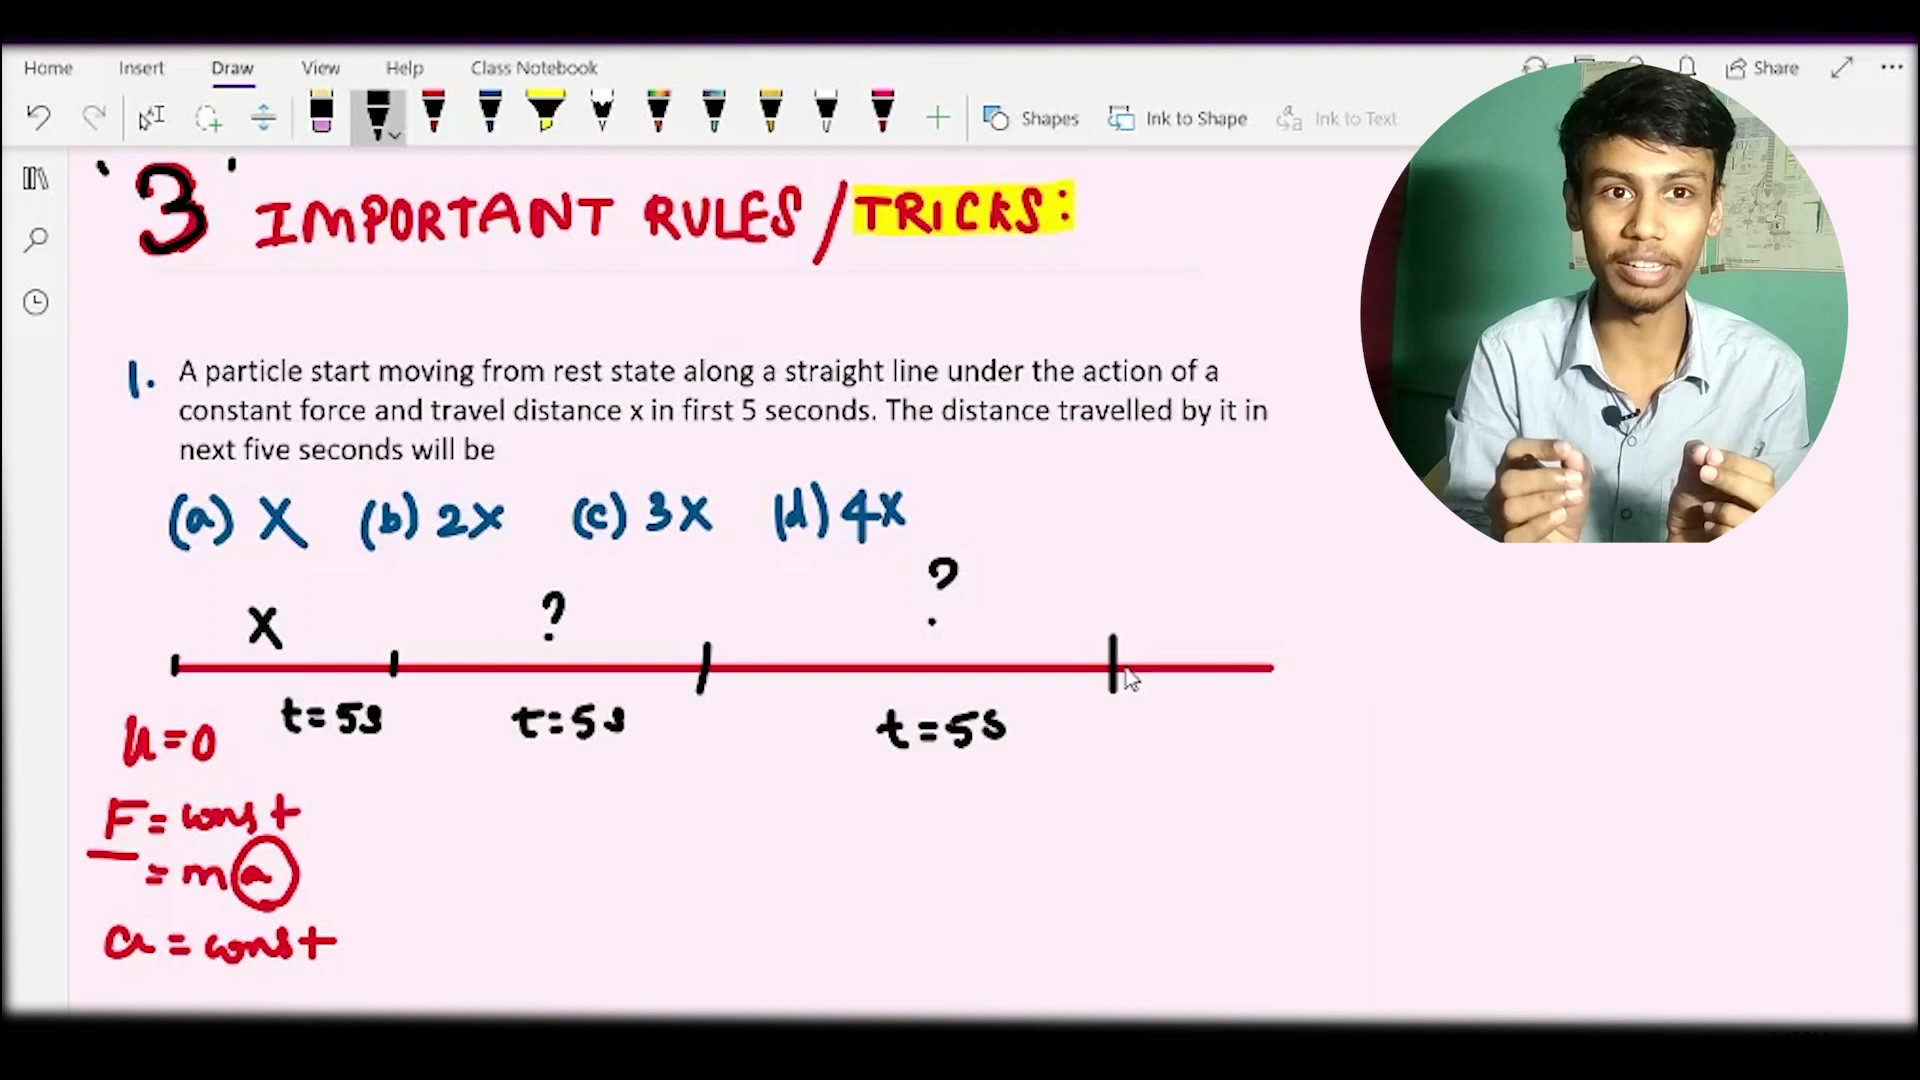 Home Insert Draw View Help Class Notebook Share
Shapes Ink to Shape Ink to Text
'3' IMPORTANT RULES / TRICKS:
1. A particle start moving from rest state along a straight line under the action of a
constant force and travel distance x in first 5 seconds. The distance travelled by it in
next five seconds will be
(a) X (b) 2x (c) 3x (d) 4x
X ? ?
t=5s t=5s t=5s
u=0
F= const
= ma
a = const